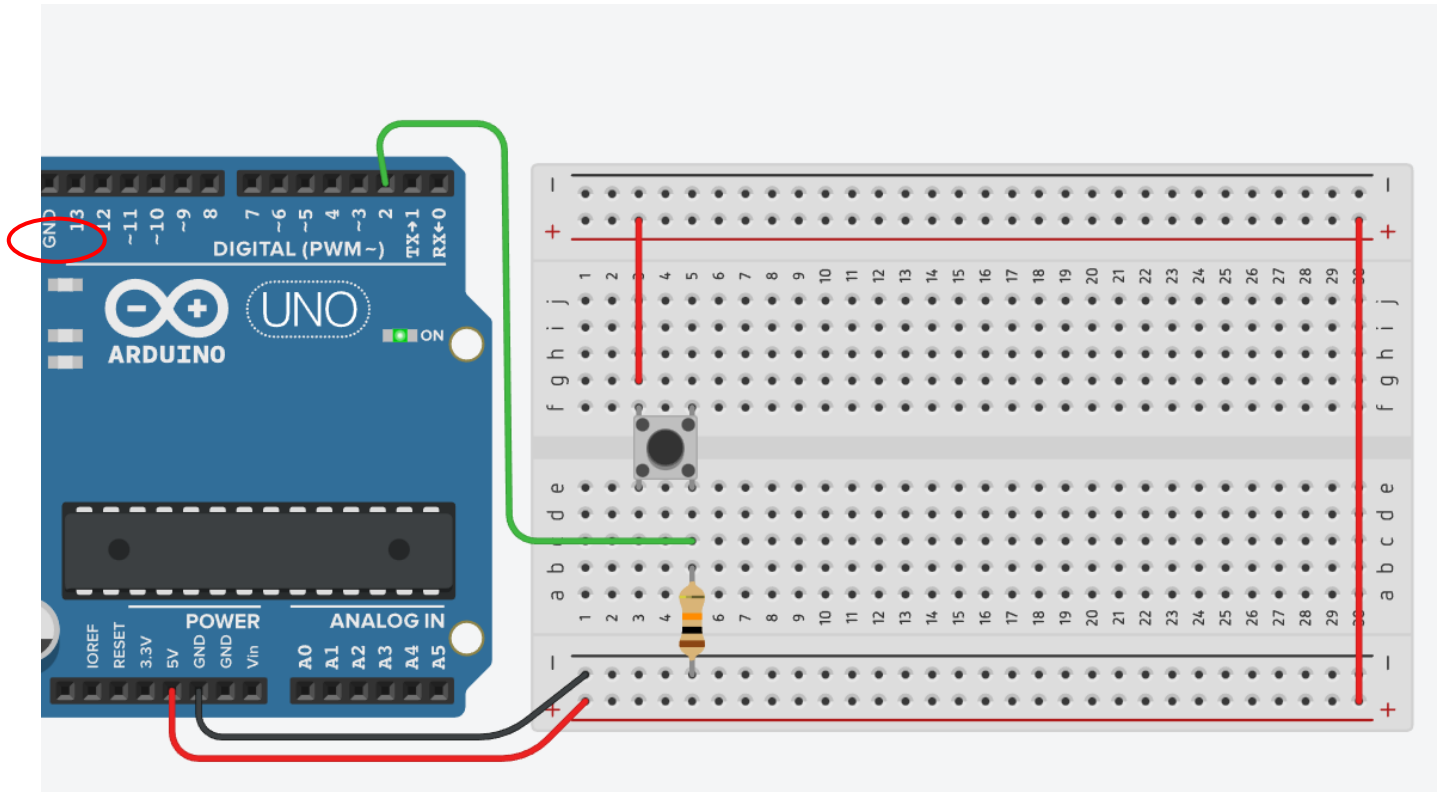 GND 13 12 ~11 ~10 ~9 8 7 ~6 ~5 4 ~3 2 TX→1 RX←0
DIGITAL (PWM~)
UNO
ARDUINO
ON
POWER
ANALOG IN
IOREF RESET 3.3V 5V GND GND Vin A0 A1 A2 A3 A4 A5
− −
+ +
1 2 3 4 5 6 7 8 9 10 11 12 13 14 15 16 17 18 19 20 21 22 23 24 25 26 27 28 29 30
j j
i i
h h
g g
f f
e e
d d
c c
b b
a a
1 2 3 4 6 7 8 9 10 11 12 13 14 15 16 17 18 19 20 21 22 23 24 25 26 27 28 29 30
− −
+ +